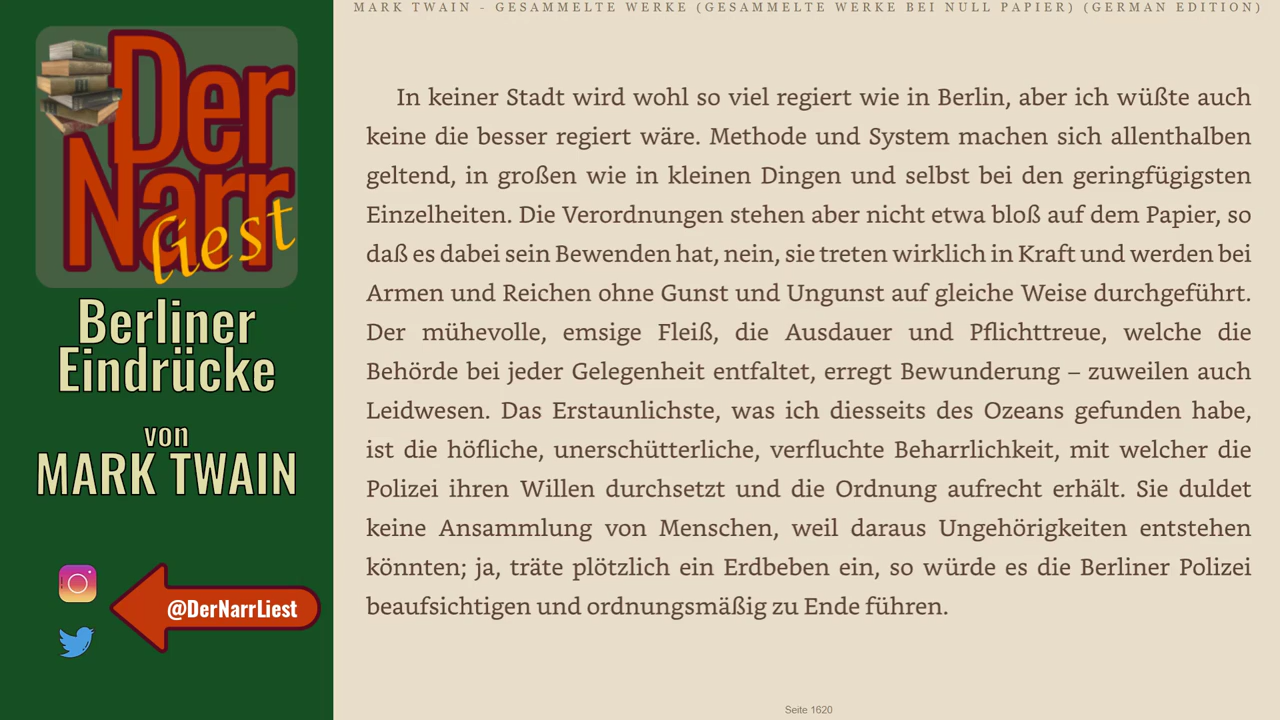 Der
Narr
liest
Berliner
Eindrücke
von
MARK TWAIN
@DerNarrLiest
MARK TWAIN - GESAMMELTE WERKE (GESAMMELTE WERKE BEI NULL PAPIER) (GERMAN EDITION)
In keiner Stadt wird wohl so viel regiert wie in Berlin, aber ich wüßte auch
keine die besser regiert wäre. Methode und System machen sich allenthalben
geltend, in großen wie in kleinen Dingen und selbst bei den geringfügigsten
Einzelheiten. Die Verordnungen stehen aber nicht etwa bloß auf dem Papier, so
daß es dabei sein Bewenden hat, nein, sie treten wirklich in Kraft und werden bei
Armen und Reichen ohne Gunst und Ungunst auf gleiche Weise durchgeführt.
Der mühevolle, emsige Fleiß, die Ausdauer und Pflichttreue, welche die
Behörde bei jeder Gelegenheit entfaltet, erregt Bewunderung – zuweilen auch
Leidwesen. Das Erstaunlichste, was ich diesseits des Ozeans gefunden habe,
ist die höfliche, unerschütterliche, verfluchte Beharrlichkeit, mit welcher die
Polizei ihren Willen durchsetzt und die Ordnung aufrecht erhält. Sie duldet
keine Ansammlung von Menschen, weil daraus Ungehörigkeiten entstehen
könnten; ja, träte plötzlich ein Erdbeben ein, so würde es die Berliner Polizei
beaufsichtigen und ordnungsmäßig zu Ende führen.
Seite 1620